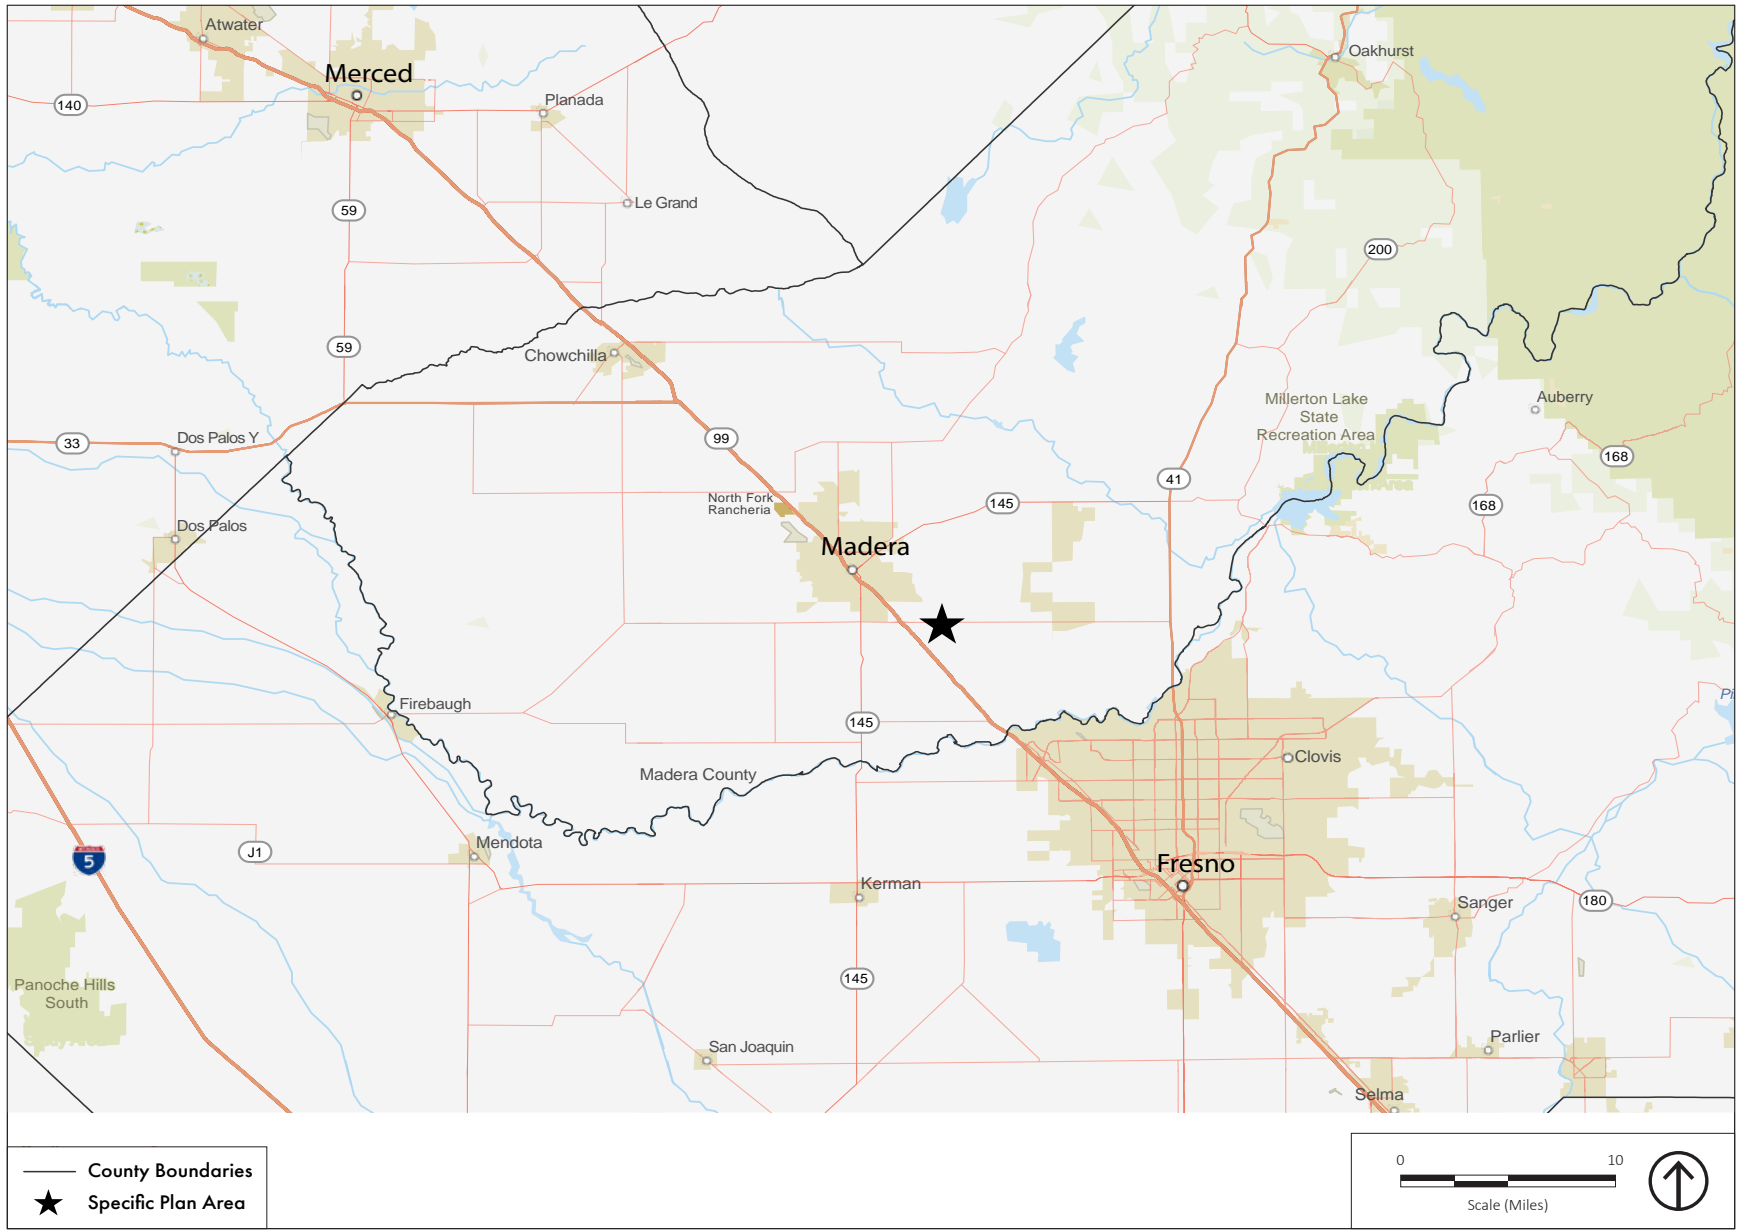 Atwater
Merced
Oakhurst
140
Planada
59
Le Grand
200
59
Chowchilla
Millerton Lake
State
Recreation Area
Auberry
33
Dos Palos Y
99
168
41
North Fork
Rancheria
145
168
Dos Palos
Madera
Firebaugh
145
Clovis
Madera County
Mendota
J1
5
Fresno
Kerman
180
Sanger
145
Panoche Hills
South
San Joaquin
Parlier
Selma
County Boundaries
Specific Plan Area
0 10
Scale (Miles)